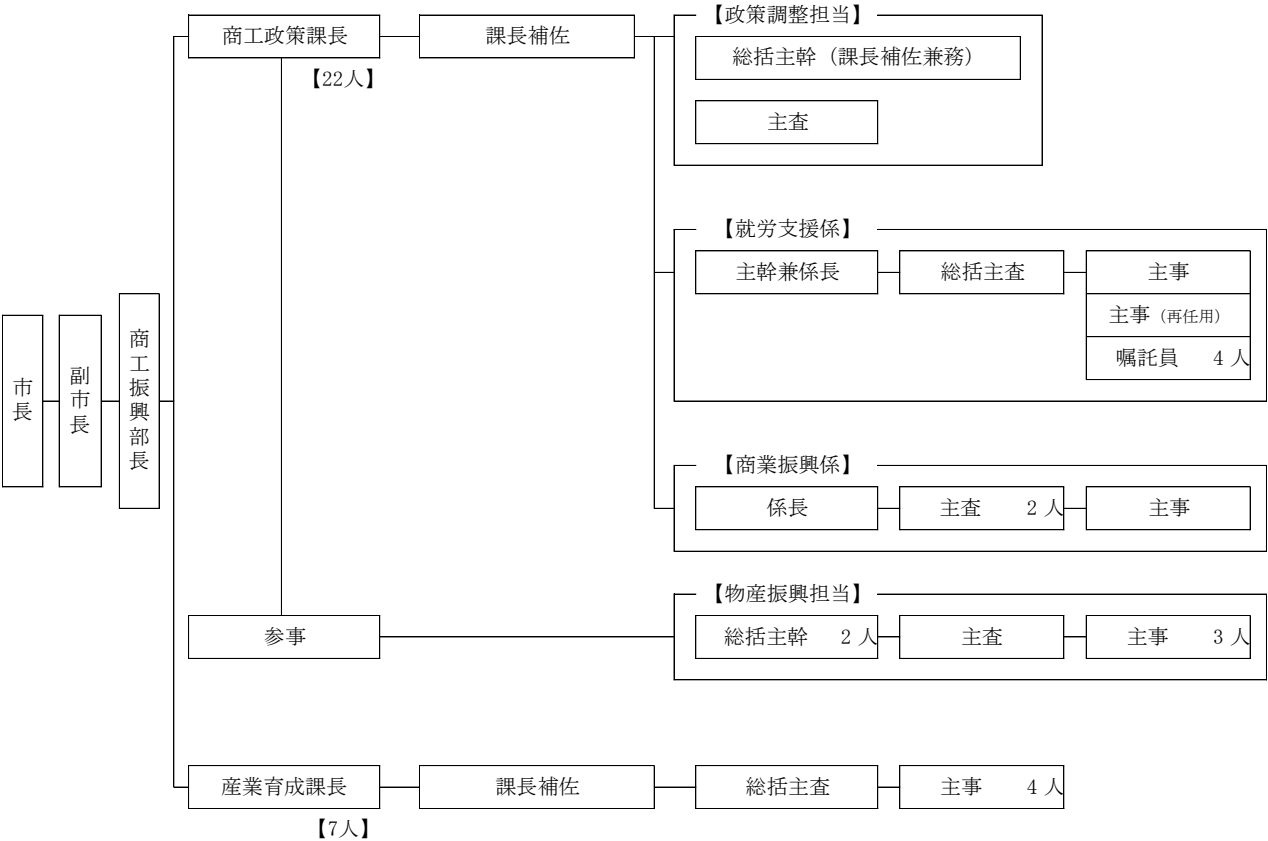 市長
副市長
商工振興部長
商工政策課長
【22人】
課長補佐
【政策調整担当】
総括主幹（課長補佐兼務）
主査
【就労支援係】
主幹兼係長
総括主査
主事
主事（再任用）
嘱託員　4人
【商業振興係】
係長
主査　2人
主事
参事
【物産振興担当】
総括主幹　2人
主査
主事　3人
産業育成課長
【7人】
課長補佐
総括主査
主事　4人